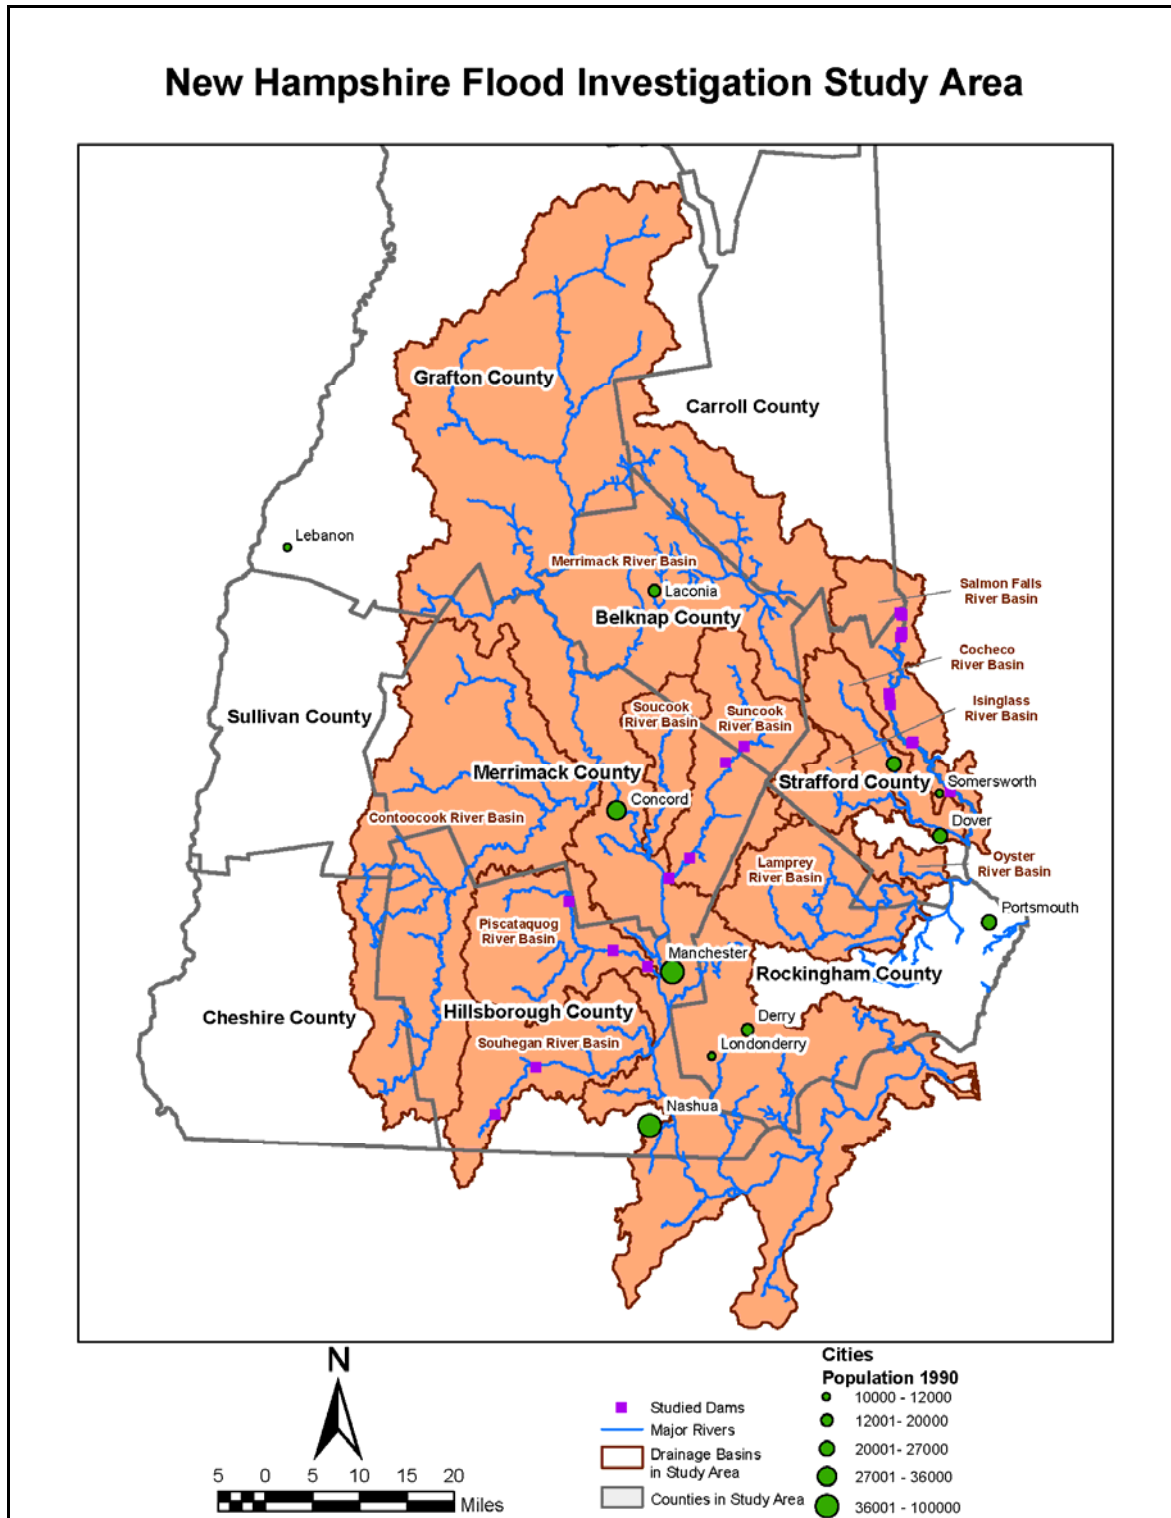 New Hampshire Flood Investigation Study Area
Grafton County
Carroll County
Lebanon
Merrimack River Basin
Laconia
Belknap County
Salmon Falls
River Basin
Cocheco
River Basin
Isinglass
River Basin
Sullivan County
Soucook
River Basin
Suncook
River Basin
Merrimack County
Strafford County
Somersworth
Concord
Contoocook River Basin
Dover
Lamprey
River Basin
Oyster
River Basin
Portsmouth
Piscataquog
River Basin
Manchester
Rockingham County
Cheshire County
Hillsborough County
Derry
Souhegan River Basin
Londonderry
Nashua
N
5 0 5 10 15 20
Miles
Studied Dams
Major Rivers
Drainage Basins
in Study Area
Counties in Study Area
Cities
Population 1990
10000 - 12000
12001- 20000
20001- 27000
27001 - 36000
36001 - 100000